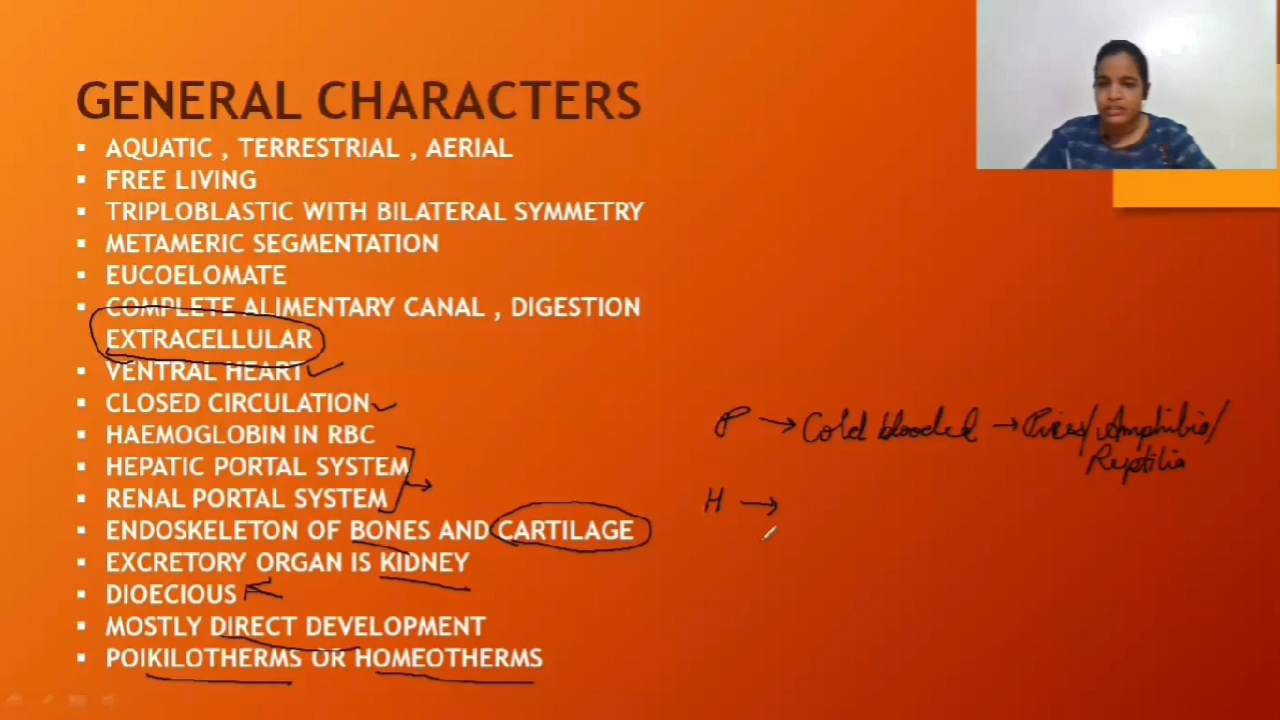 GENERAL CHARACTERS
▪ AQUATIC , TERRESTRIAL , AERIAL
▪ FREE LIVING
▪ TRIPLOBLASTIC WITH BILATERAL SYMMETRY
▪ METAMERIC SEGMENTATION
▪ EUCOELOMATE
▪ COMPLETE ALIMENTARY CANAL , DIGESTION
EXTRACELLULAR
▪ VENTRAL HEART
▪ CLOSED CIRCULATION
▪ HAEMOGLOBIN IN RBC
▪ HEPATIC PORTAL SYSTEM
▪ RENAL PORTAL SYSTEM
▪ ENDOSKELETON OF BONES AND CARTILAGE
▪ EXCRETORY ORGAN IS KIDNEY
▪ DIOECIOUS
▪ MOSTLY DIRECT DEVELOPMENT
▪ POIKILOTHERMS OR HOMEOTHERMS
P → Cold blooded → Pices/Amphibia/
Reptilia
H →